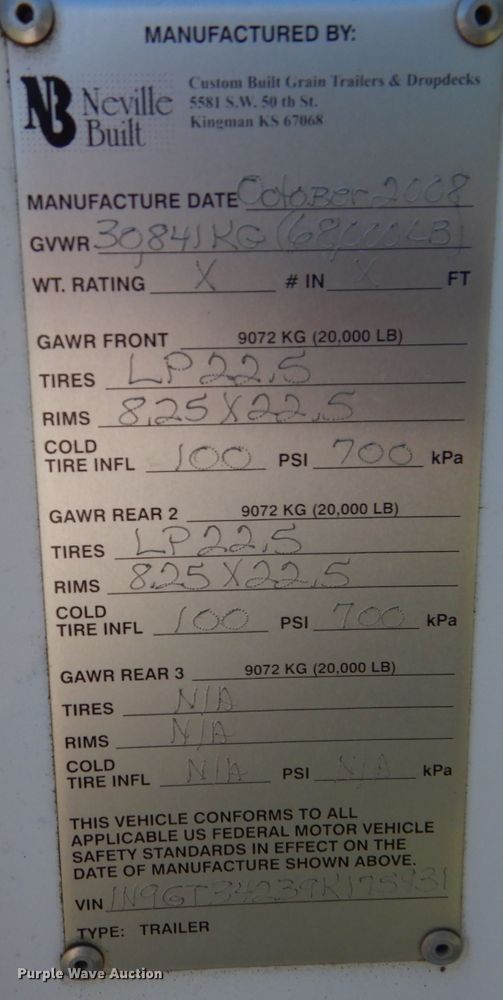 MANUFACTURED BY:
NB Neville Built
Custom Built Grain Trailers & Dropdecks
5581 S.W. 50 th St.
Kingman KS 67068
MANUFACTURE DATE October 2008
GVWR 30,841KG (68,000LB)
WT. RATING X # IN X FT
GAWR FRONT 9072 KG (20,000 LB)
TIRES LP22.5
RIMS 8.25X22.5
COLD
TIRE INFL 100 PSI 700 kPa
GAWR REAR 2 9072 KG (20,000 LB)
TIRES LP22.5
RIMS 8.25X22.5
COLD
TIRE INFL 100 PSI 700 kPa
GAWR REAR 3 9072 KG (20,000 LB)
TIRES N/A
RIMS N/A
COLD
TIRE INFL N/A PSI N/A kPa
THIS VEHICLE CONFORMS TO ALL
APPLICABLE US FEDERAL MOTOR VEHICLE
SAFETY STANDARDS IN EFFECT ON THE
DATE OF MANUFACTURE SHOWN ABOVE.
VIN 1N9GT34239K175931
TYPE: TRAILER
Purple Wave Auction